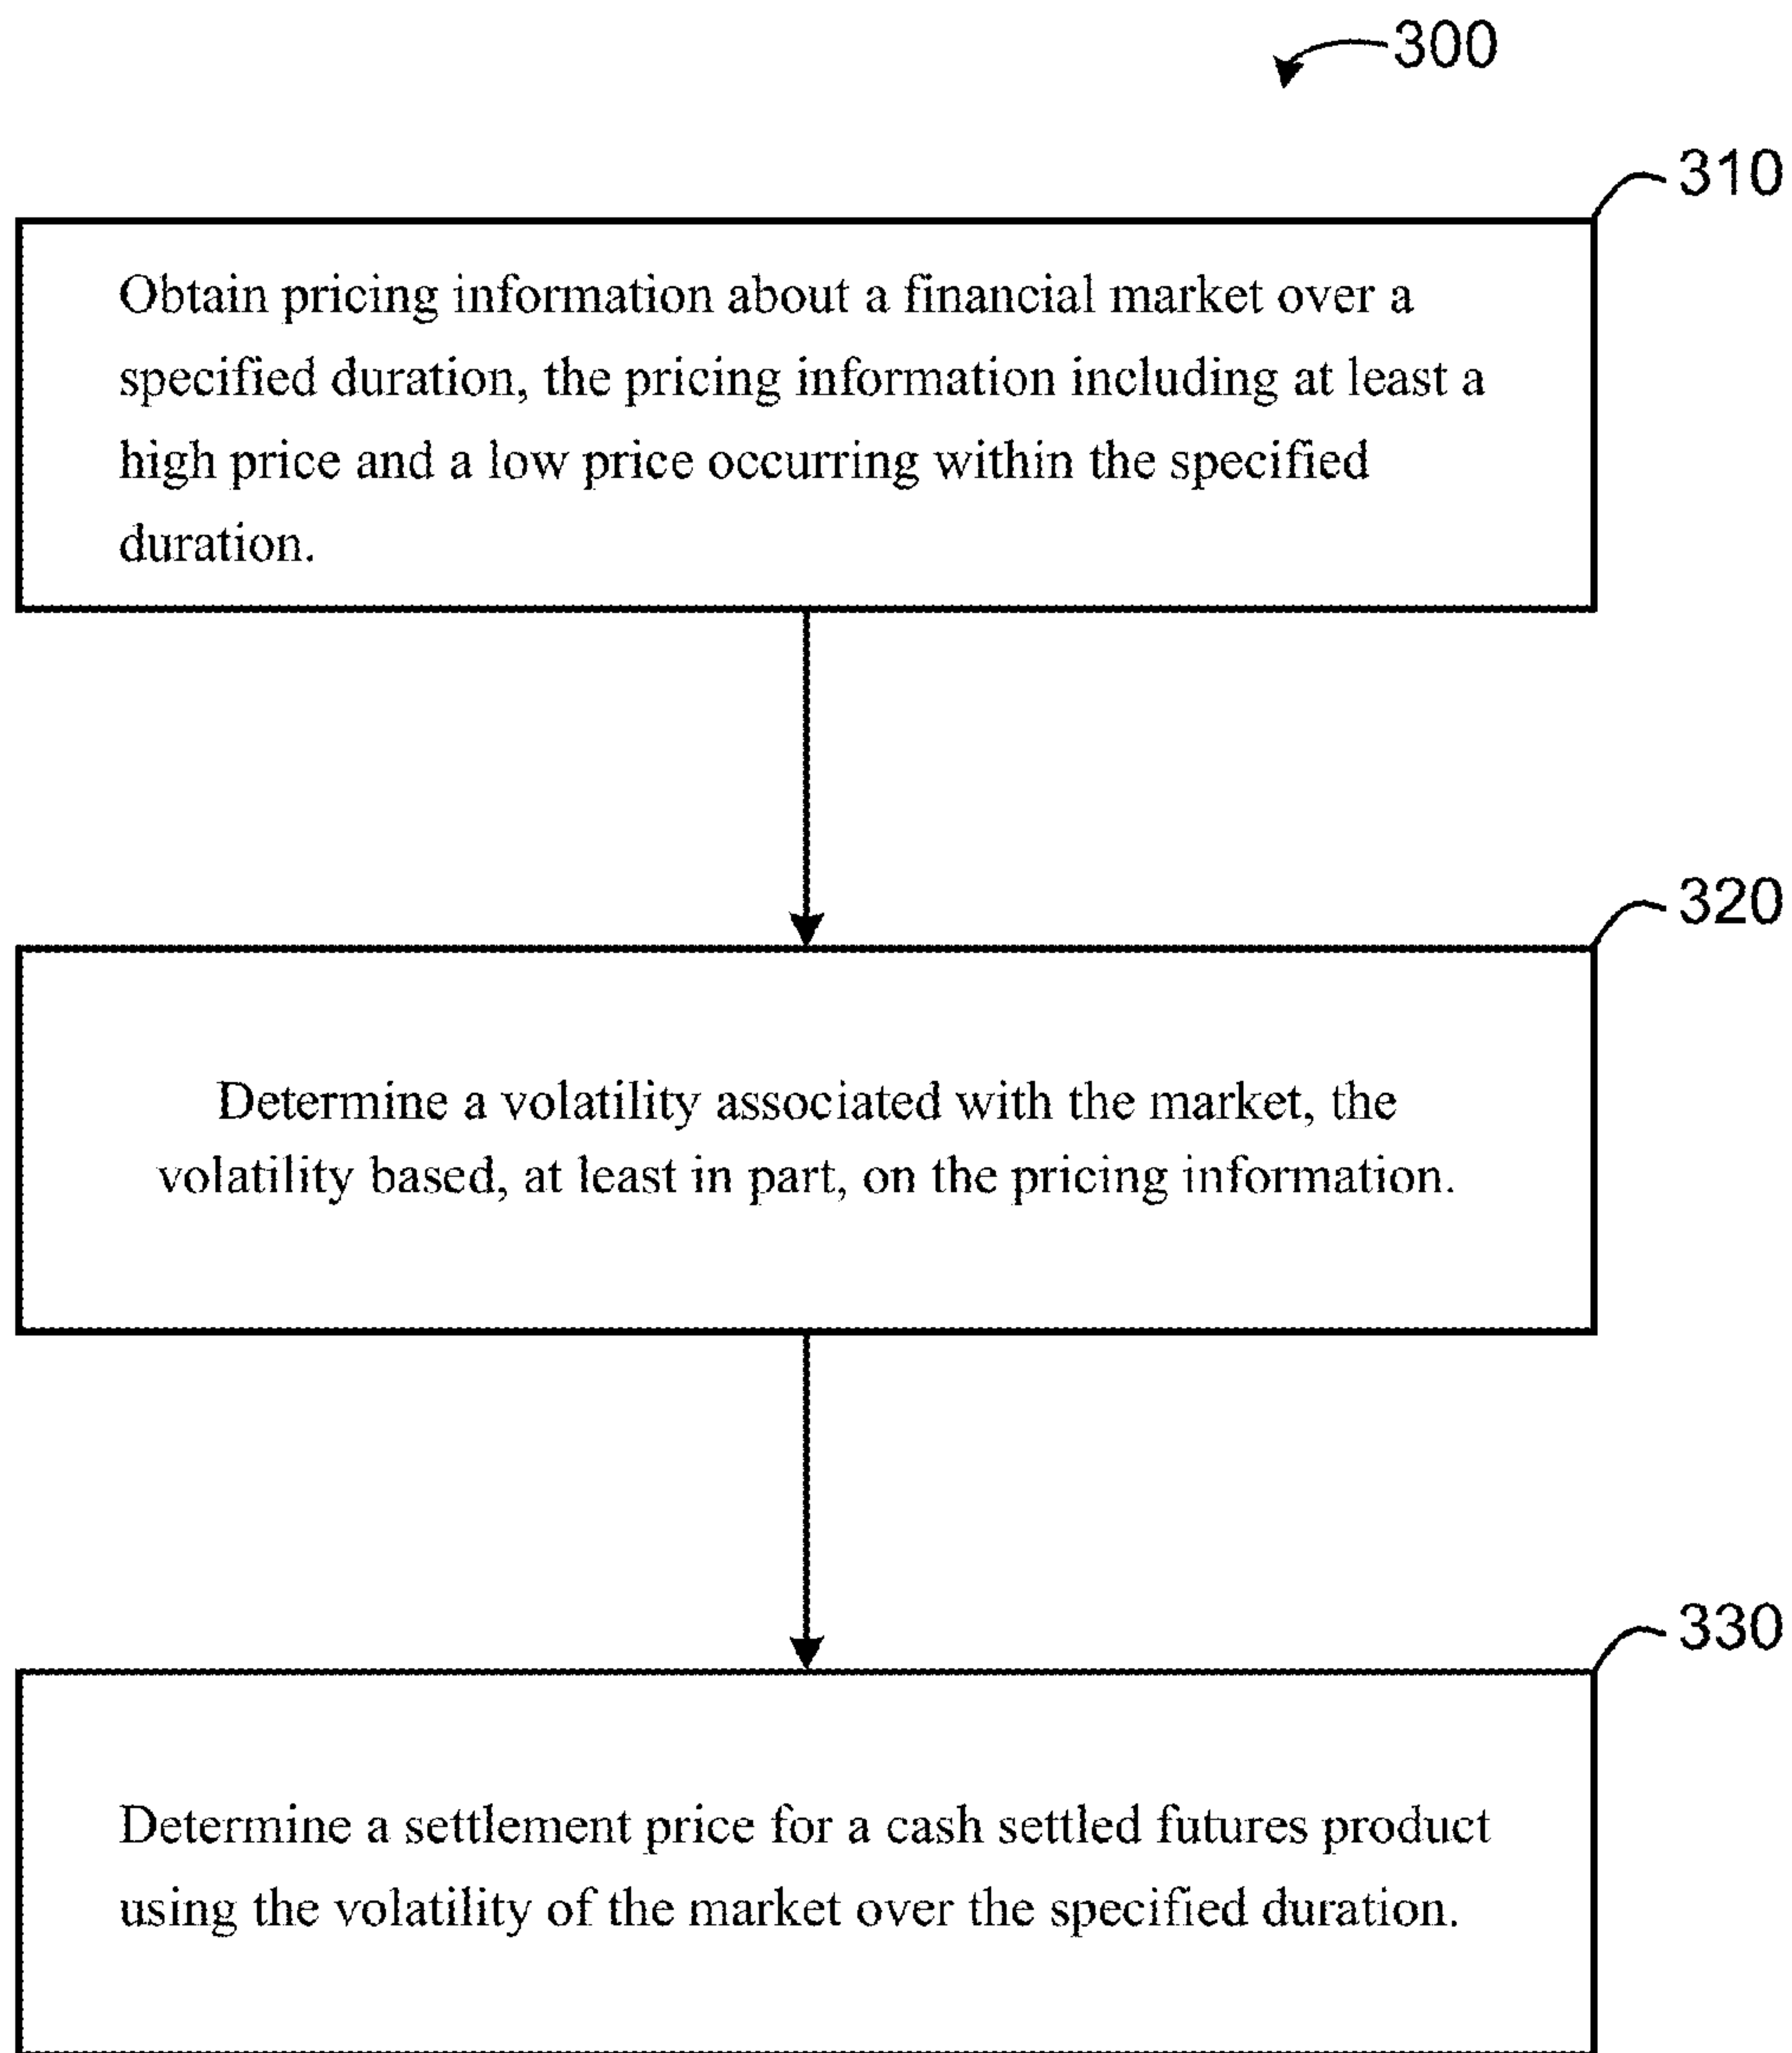 300
310
Obtain pricing information about a financial market over a
specified duration, the pricing information including at least a
high price and a low price occurring within the specified
duration.
320
Determine a volatility associated with the market, the
volatility based, at least in part, on the pricing information.
330
Determine a settlement price for a cash settled futures product
using the volatility of the market over the specified duration.